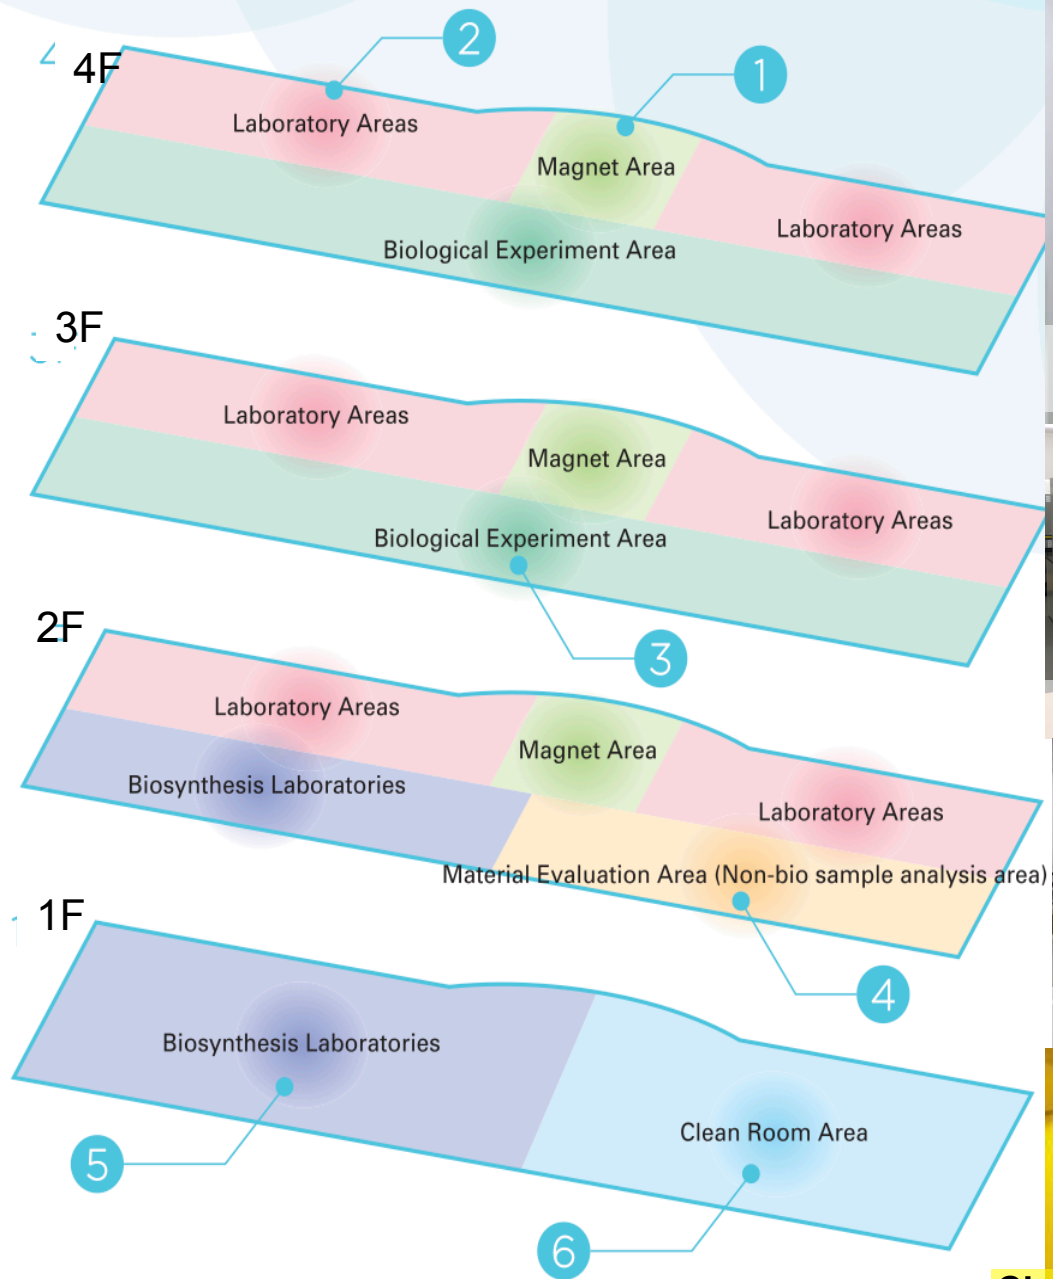 4F
2
1
Laboratory Areas
Magnet Area
Laboratory Areas
Biological Experiment Area
3F
Laboratory Areas
Magnet Area
Laboratory Areas
Biological Experiment Area
3
2F
Laboratory Areas
Magnet Area
Biosynthesis Laboratories
Laboratory Areas
Material Evaluation Area (Non-bio sample analysis area)
1F
4
Biosynthesis Laboratories
Clean Room Area
5
6